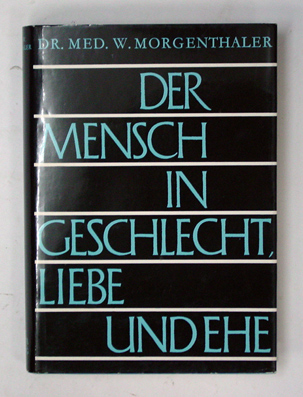 DR. MED. W. MORGENTHALER
DER
MENSCH
IN
GESCHLECHT,
LIEBE
UND EHE